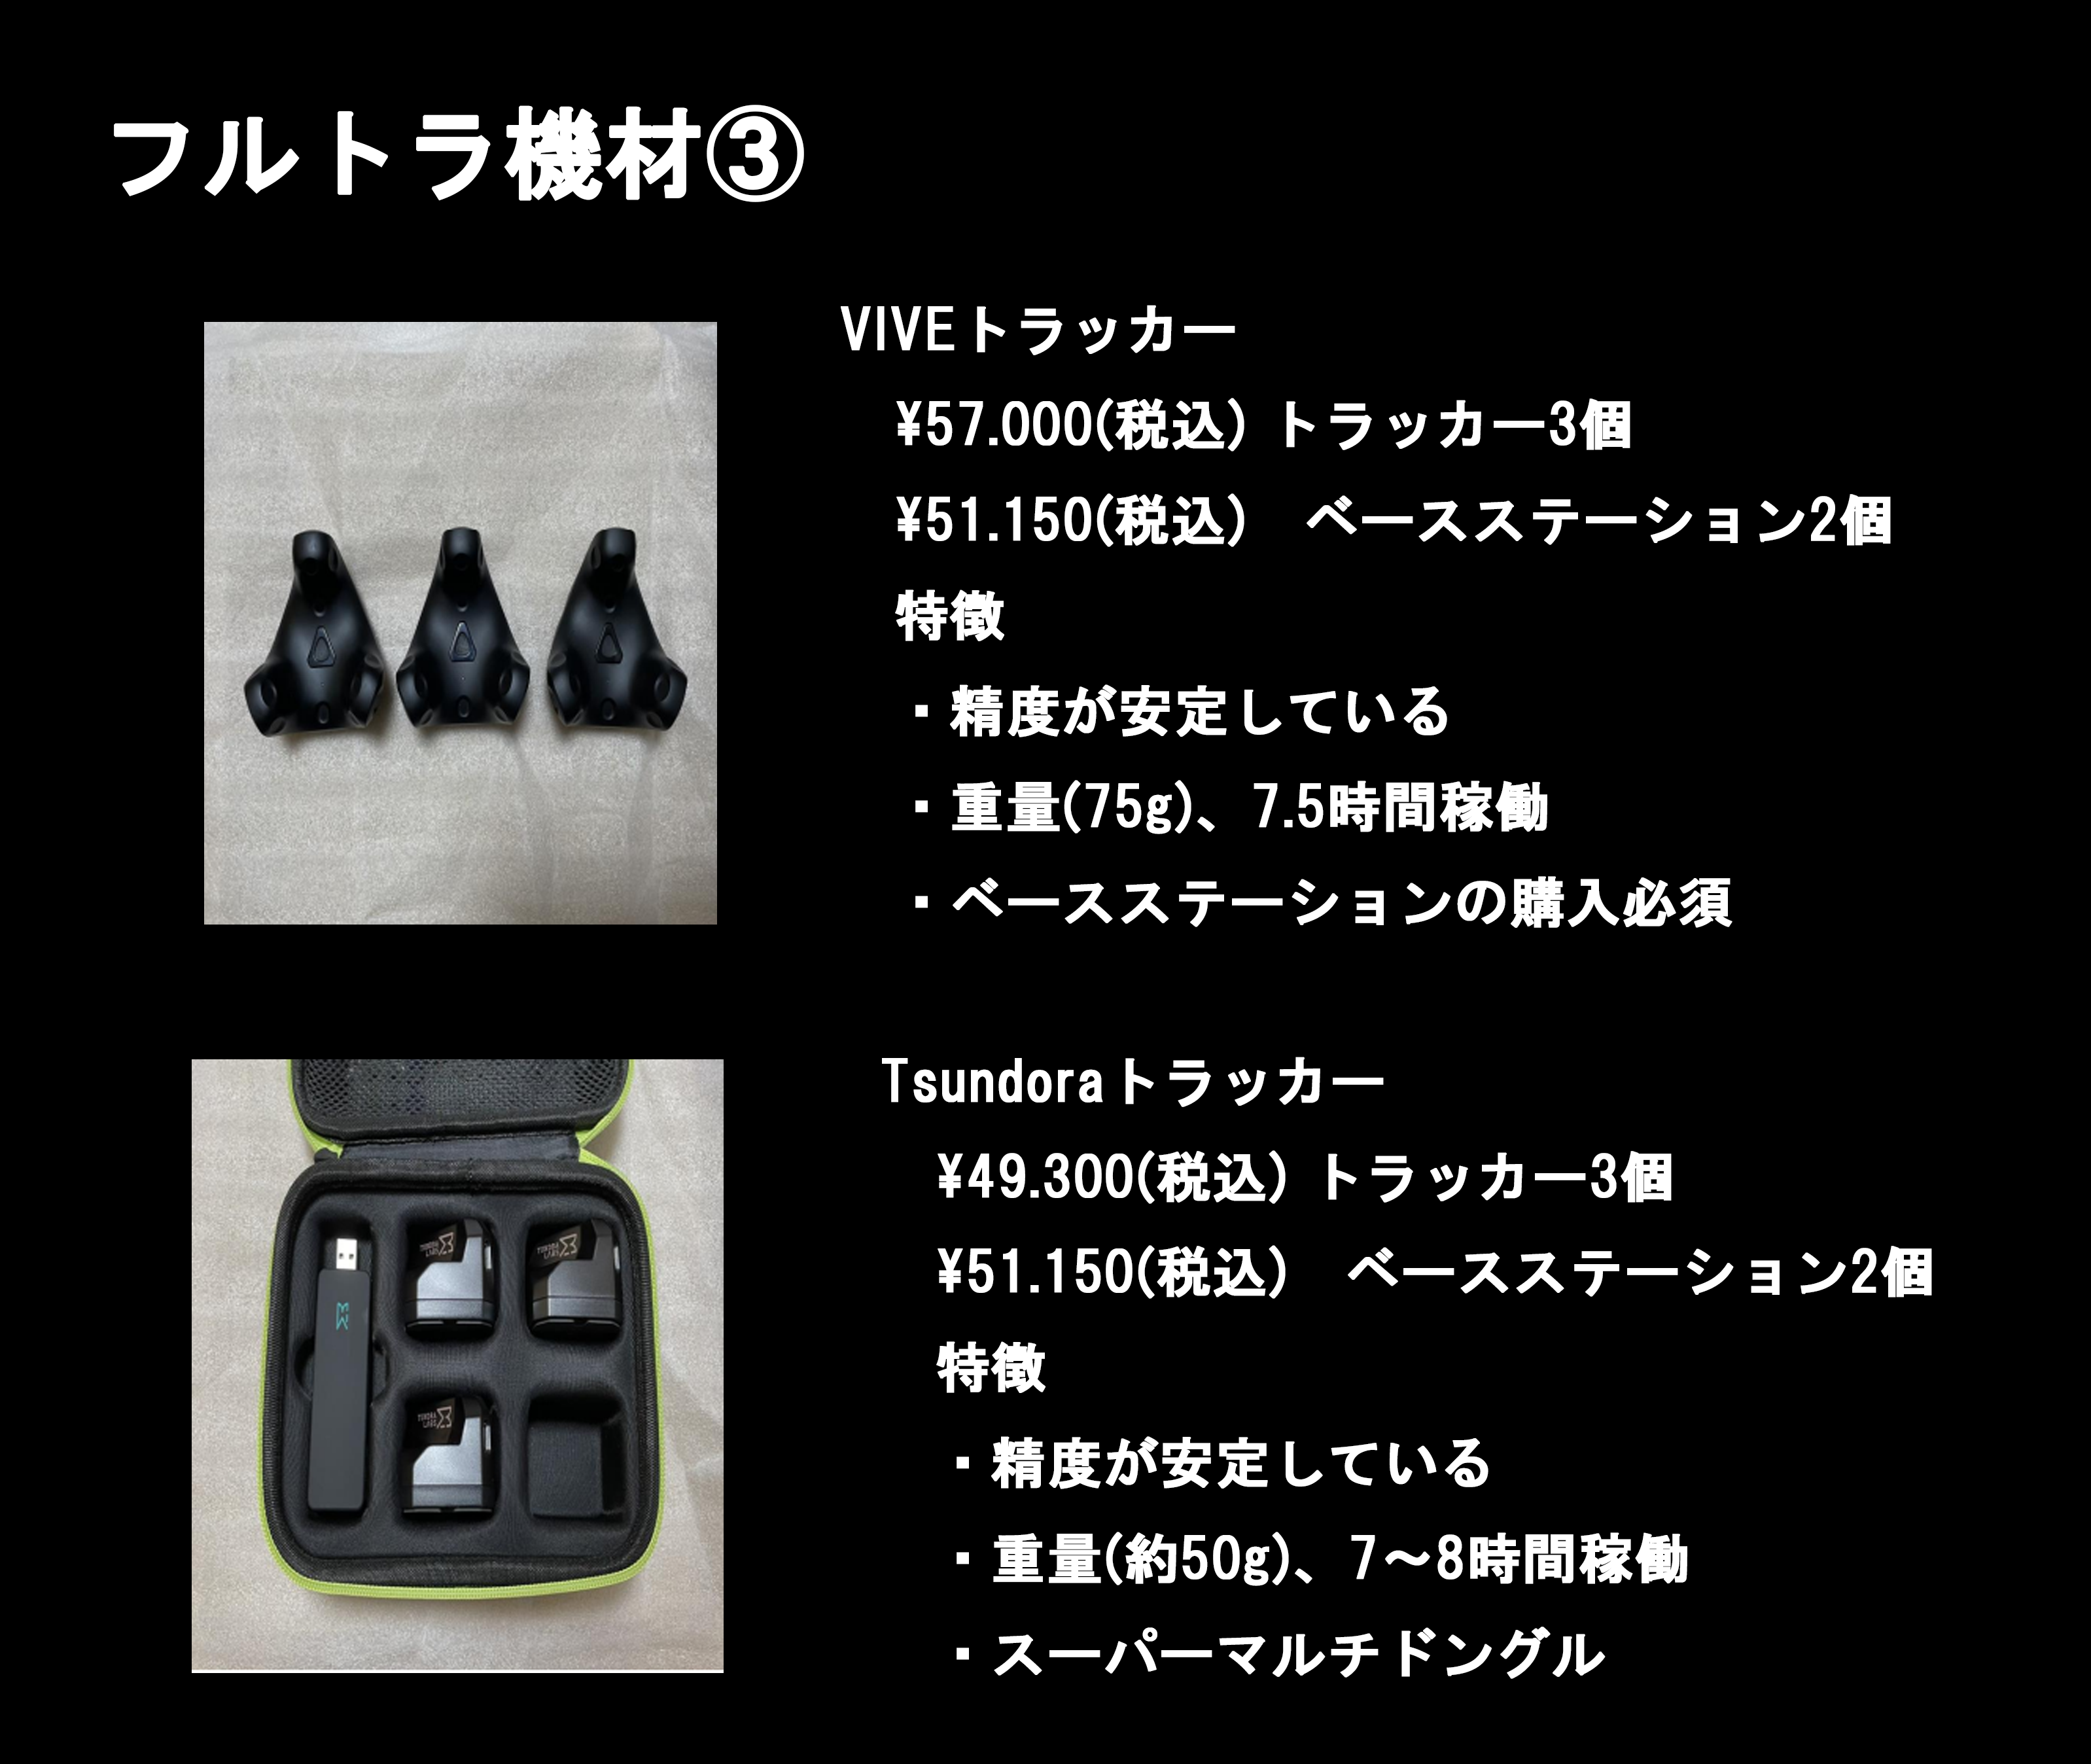 フルトラ機材③
VIVEトラッカー
¥57.000(税込) トラッカー3個
¥51.150(税込)　ベースステーション2個
特徴
・精度が安定している
・重量(75g)、7.5時間稼働
・ベースステーションの購入必須
Tsundoraトラッカー
¥49.300(税込) トラッカー3個
¥51.150(税込)　ベースステーション2個
特徴
・精度が安定している
・重量(約50g)、7～8時間稼働
・スーパーマルチドングル
TUNDRA
LABS